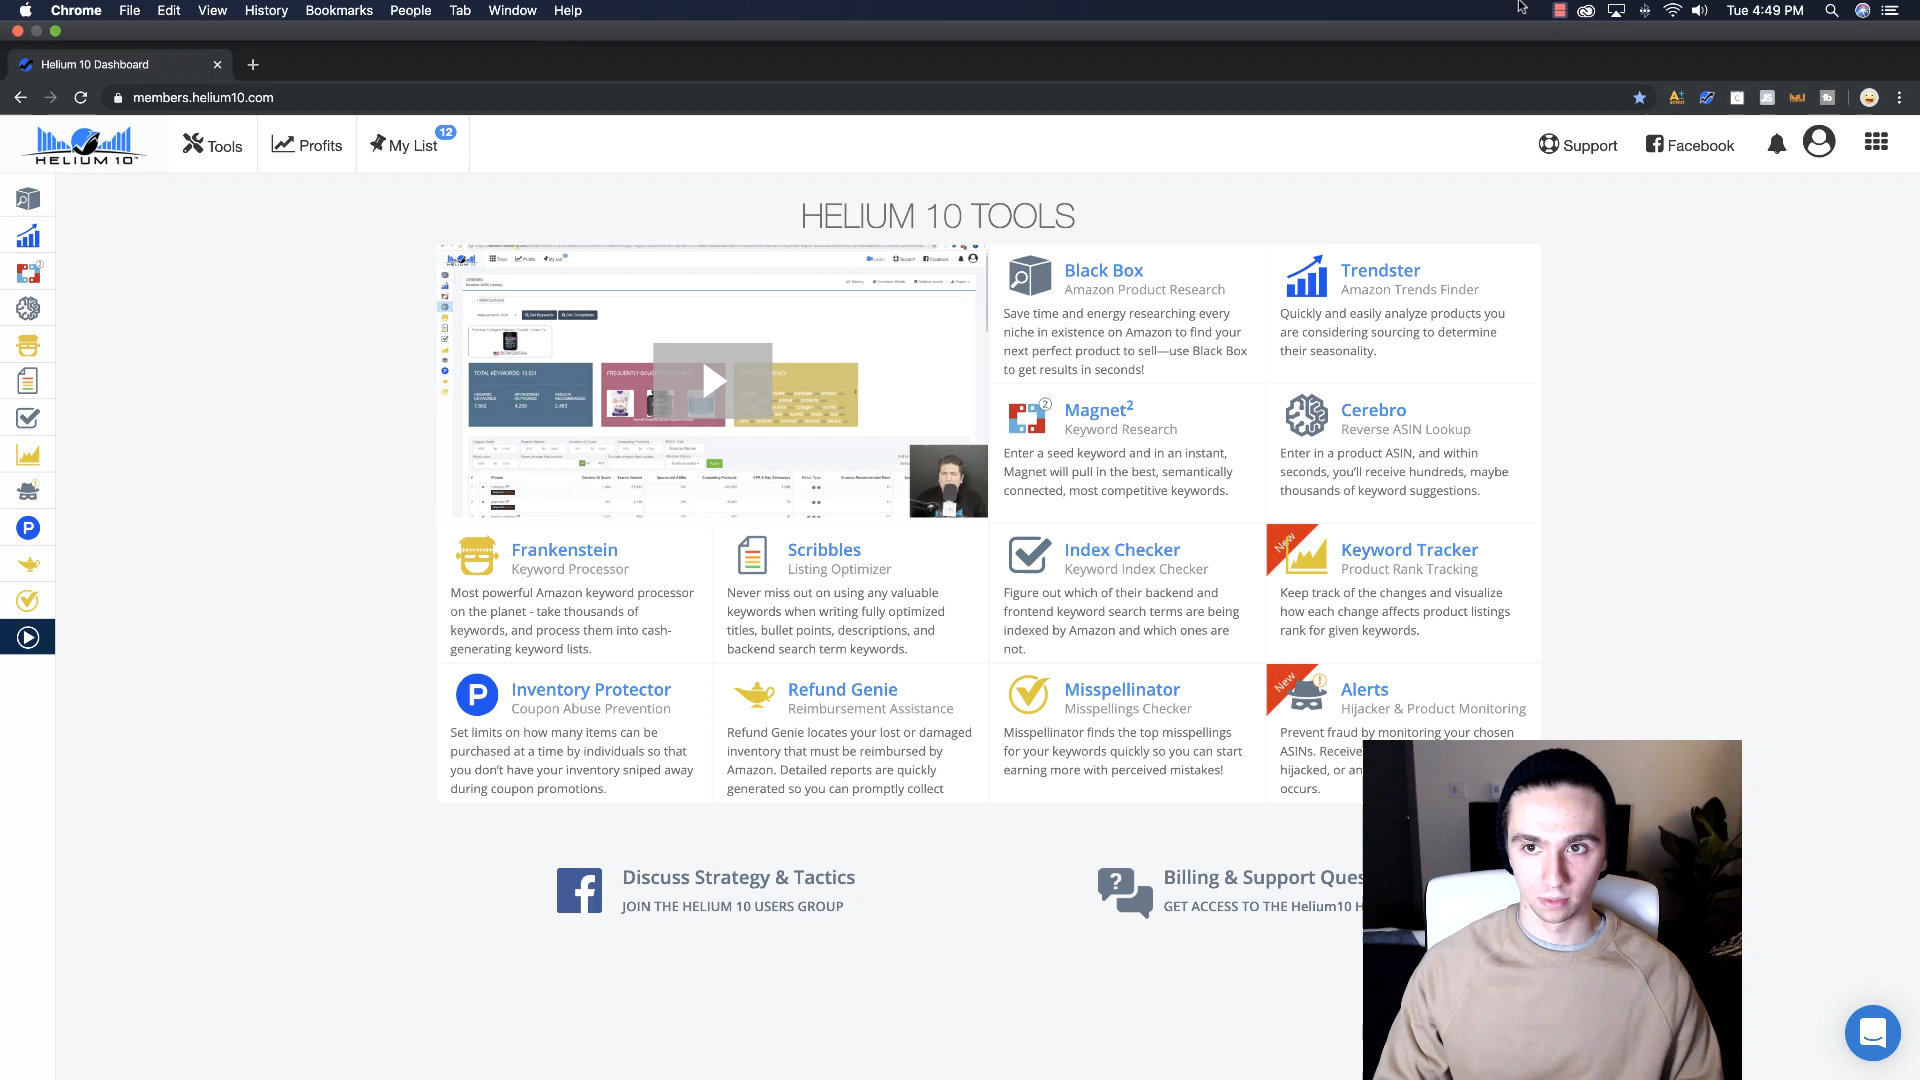 Chrome File Edit View History Bookmarks People Tab Window Help Tue 4:49 PM
Helium 10 Dashboard
members.helium10.com
HELIUM 10
Tools
Profits
My List 12
Support
Facebook
HELIUM 10 TOOLS
TOTAL KEYWORDS: 13,021
Black Box
Amazon Product Research
Save time and energy researching every
niche in existence on Amazon to find your
next perfect product to sell—use Black Box
to get results in seconds!
Trendster
Amazon Trends Finder
Quickly and easily analyze products you
are considering sourcing to determine
their seasonality.
Magnet2
Keyword Research
Enter a seed keyword and in an instant,
Magnet will pull in the best, semantically
connected, most competitive keywords.
Cerebro
Reverse ASIN Lookup
Enter in a product ASIN, and within
seconds, you’ll receive hundreds, maybe
thousands of keyword suggestions.
Frankenstein
Keyword Processor
Most powerful Amazon keyword processor
on the planet - take thousands of
keywords, and process them into cash-
generating keyword lists.
Scribbles
Listing Optimizer
Never miss out on using any valuable
keywords when writing fully optimized
titles, bullet points, descriptions, and
backend search term keywords.
Index Checker
Keyword Index Checker
Figure out which of their backend and
frontend keyword search terms are being
indexed by Amazon and which ones are
not.
New
Keyword Tracker
Product Rank Tracking
Keep track of the changes and visualize
how each change affects product listings
rank for given keywords.
P
Inventory Protector
Coupon Abuse Prevention
Set limits on how many items can be
purchased at a time by individuals so that
you don’t have your inventory sniped away
during coupon promotions.
Refund Genie
Reimbursement Assistance
Refund Genie locates your lost or damaged
inventory that must be reimbursed by
Amazon. Detailed reports are quickly
generated so you can promptly collect
Misspellinator
Misspellings Checker
Misspellinator finds the top misspellings
for your keywords quickly so you can start
earning more with perceived mistakes!
New
Alerts
Hijacker & Product Monitoring
Prevent fraud by monitoring your chosen
ASINs. Receive
hijacked, or an
occurs.
Discuss Strategy & Tactics
JOIN THE HELIUM 10 USERS GROUP
Billing & Support Ques
GET ACCESS TO THE Helium10 H